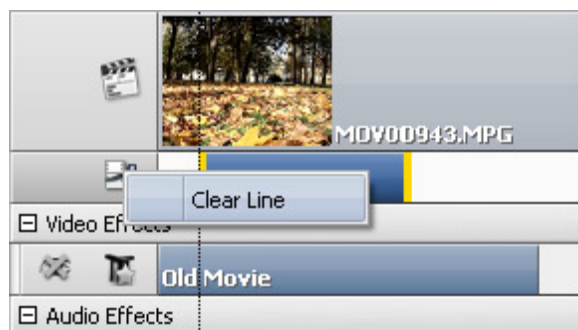 MOV00943.MPG
Clear Line
Video Effects
Old Movie
Audio Effects